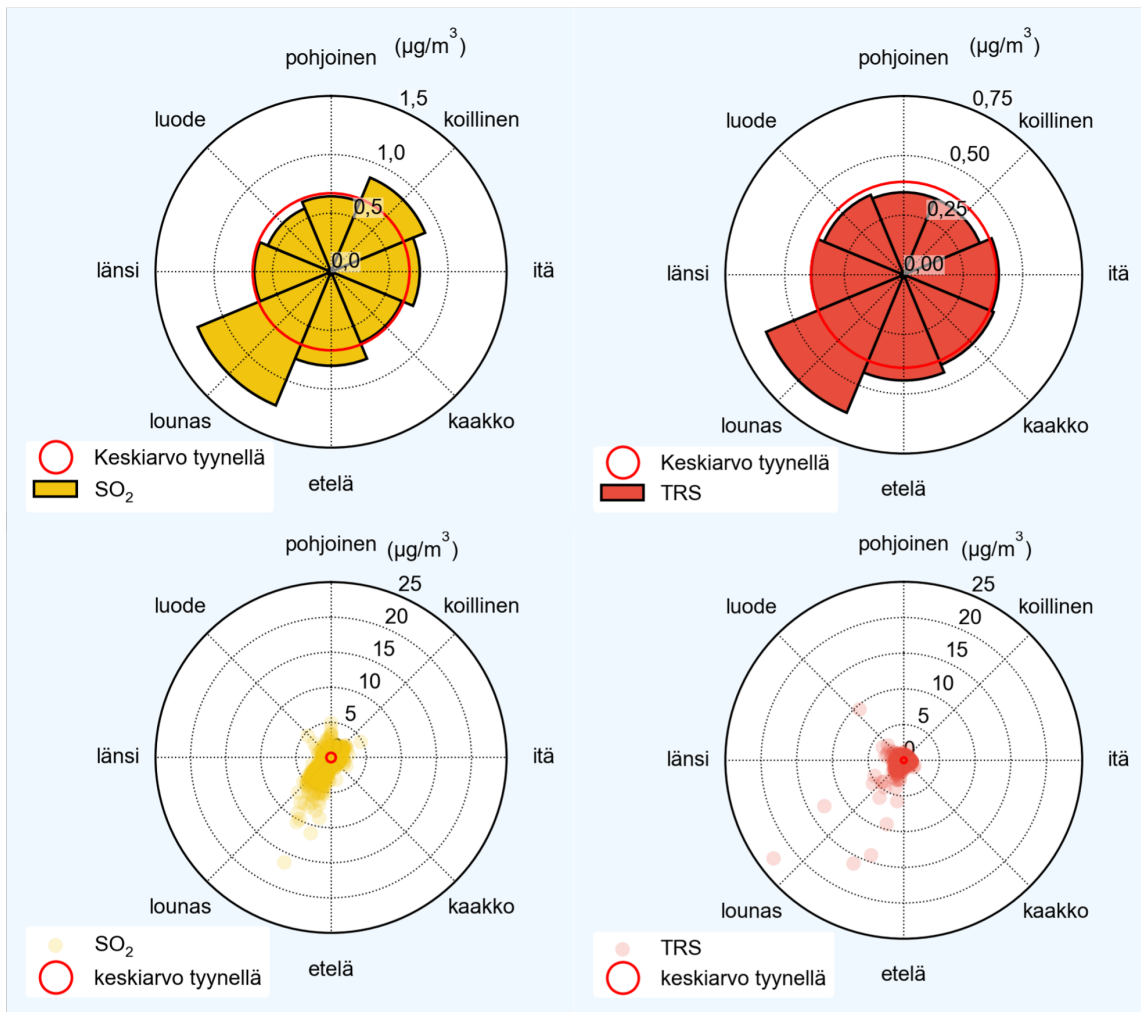 pohjoinen (µg/m³)
1,5
luode koillinen
1,0
0,5
0,0
länsi itä
lounas kaakko
Keskiarvo tyynellä
SO₂
etelä
pohjoinen (µg/m³)
0,75
luode koillinen
0,50
0,25
0,00
länsi itä
lounas kaakko
Keskiarvo tyynellä
TRS
etelä
pohjoinen (µg/m³)
25
luode koillinen
20
15
10
5
länsi itä
lounas kaakko
SO₂
keskiarvo tyynellä
etelä
pohjoinen (µg/m³)
25
luode koillinen
20
15
10
5
0
länsi itä
lounas kaakko
TRS
keskiarvo tyynellä
etelä